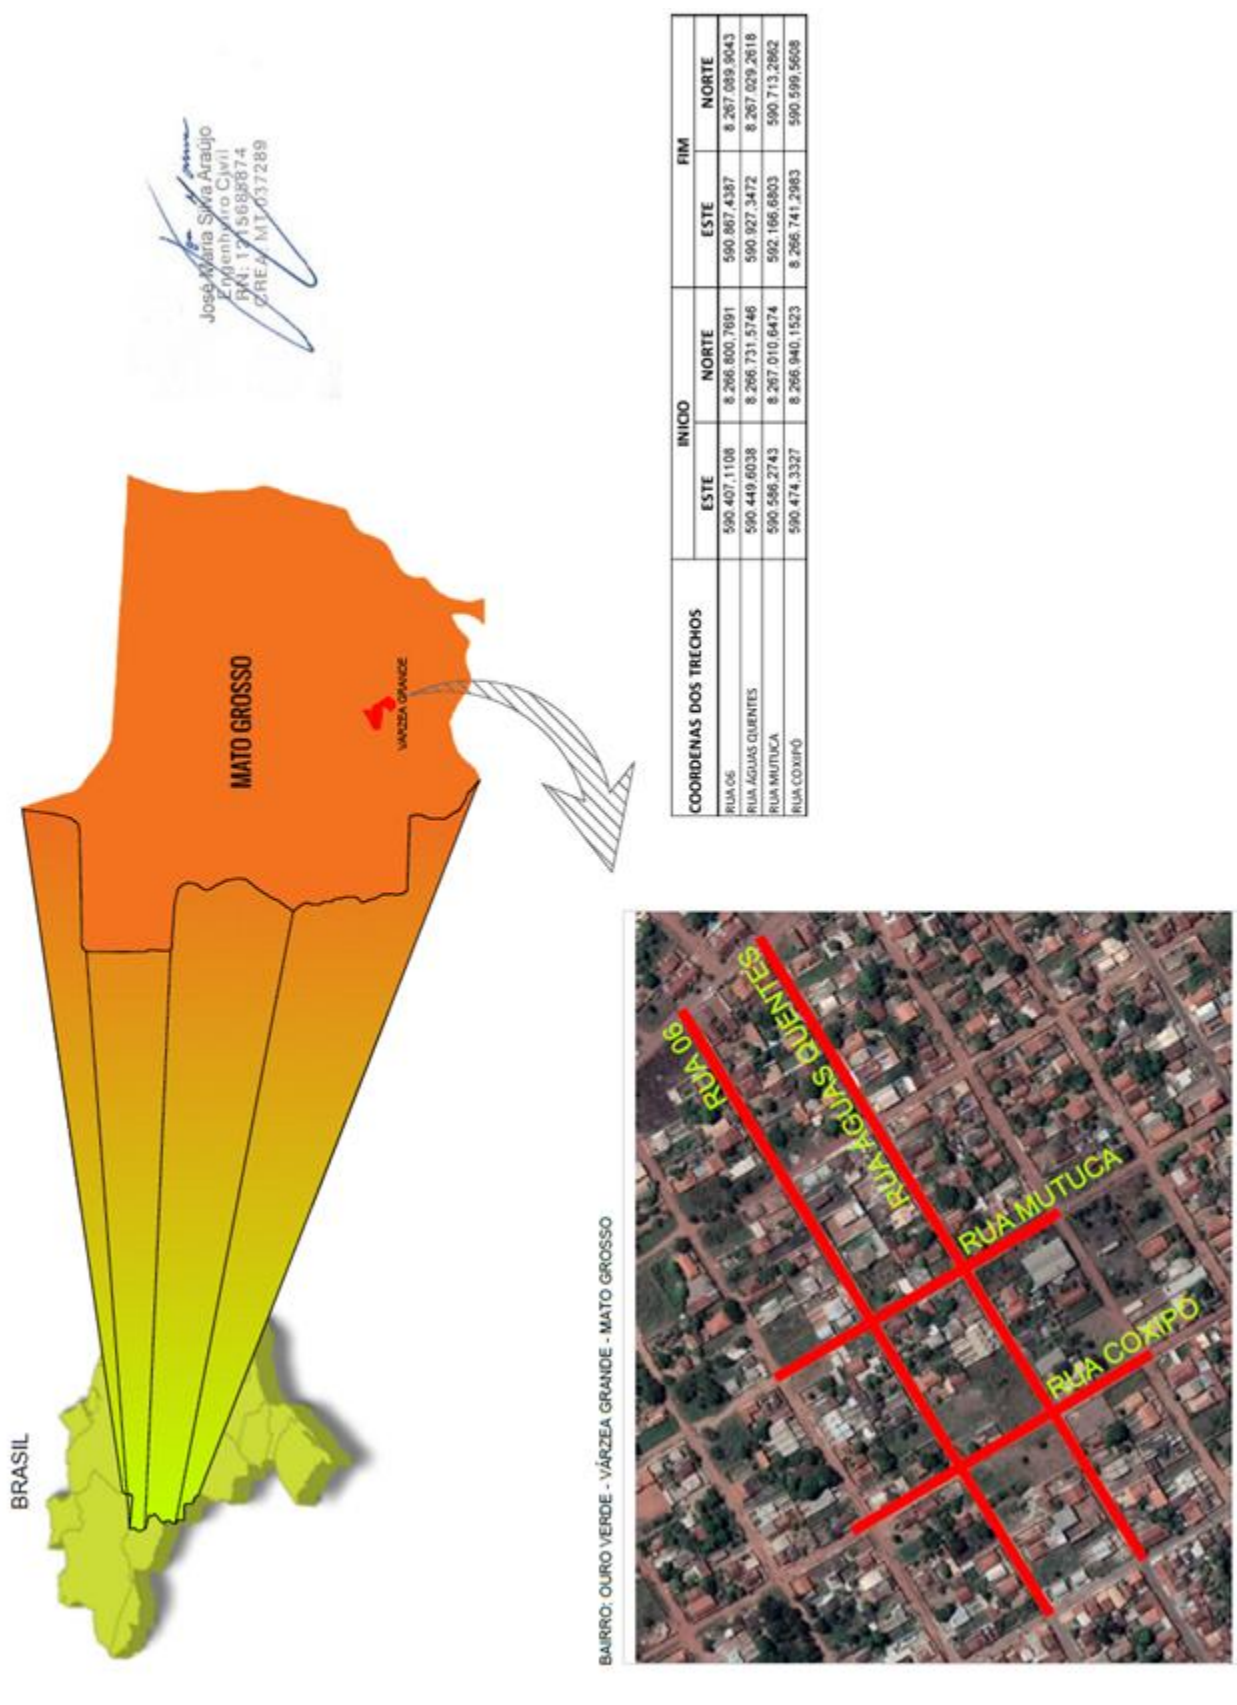 BRASIL
MATO GROSSO
VARZEA GRANDE
José Maria Silva Araújo
Engenheiro Civil
RN: 1215688874
CREA: MT 037289
BAIRRO: OURO VERDE - VÁRZEA GRANDE - MATO GROSSO
RUA 06
RUA ÁGUAS QUENTES
RUA MUTUCA
RUA COXIPÓ
COORDENAS DOS TRECHOS INICIO FIM
ESTE NORTE ESTE NORTE
RUA 06 590.407,1108 8.266.800,7691 590.867,4387 8.267.089,9043
RUA ÁGUAS QUENTES 590.449,6038 8.266.731,5746 590.927,3472 8.267.029,2618
RUA MUTUCA 590.586,2743 8.267.010,6474 592.166,6803 590.713,2862
RUA COXIPÓ 590.474,3327 8.266.940,1523 8.266.741,2983 590.599,5608